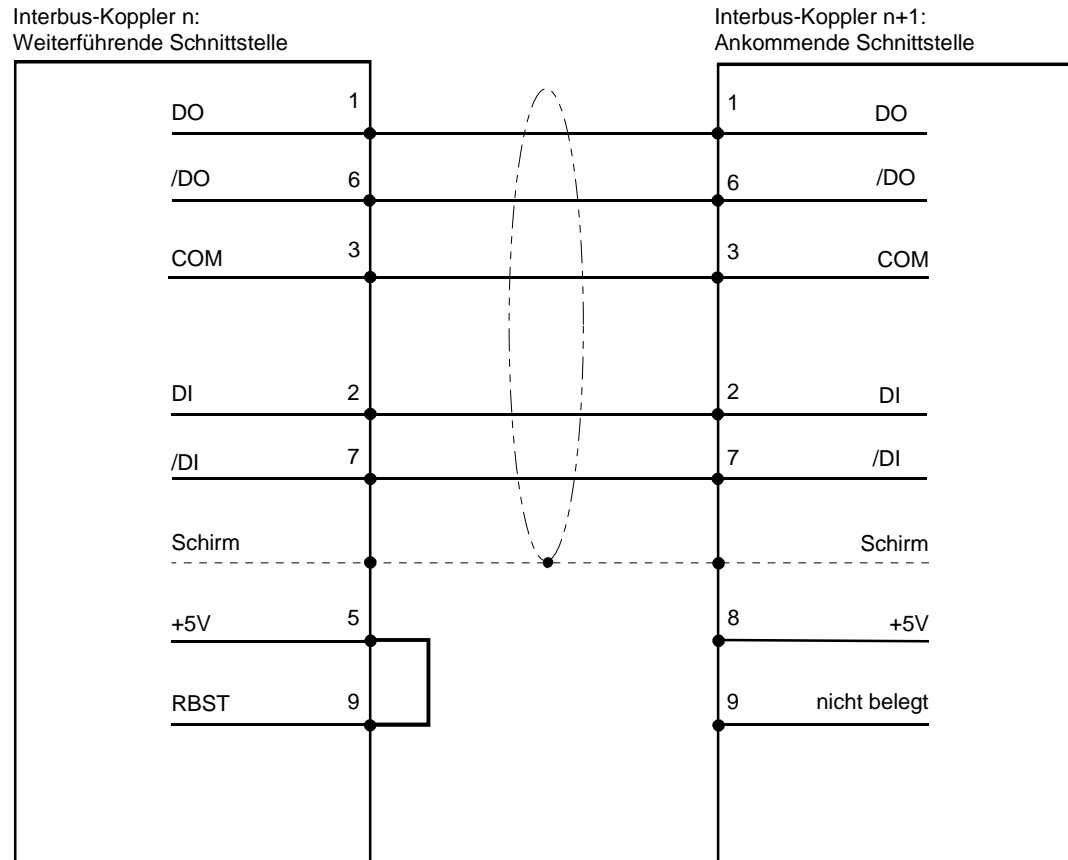 Interbus-Koppler n:
Weiterführende Schnittstelle
Interbus-Koppler n+1:
Ankommende Schnittstelle
DO 1 1 DO
/DO 6 6 /DO
COM 3 3 COM
DI 2 2 DI
/DI 7 7 /DI
Schirm Schirm
+5V 5 8 +5V
RBST 9 9 nicht belegt